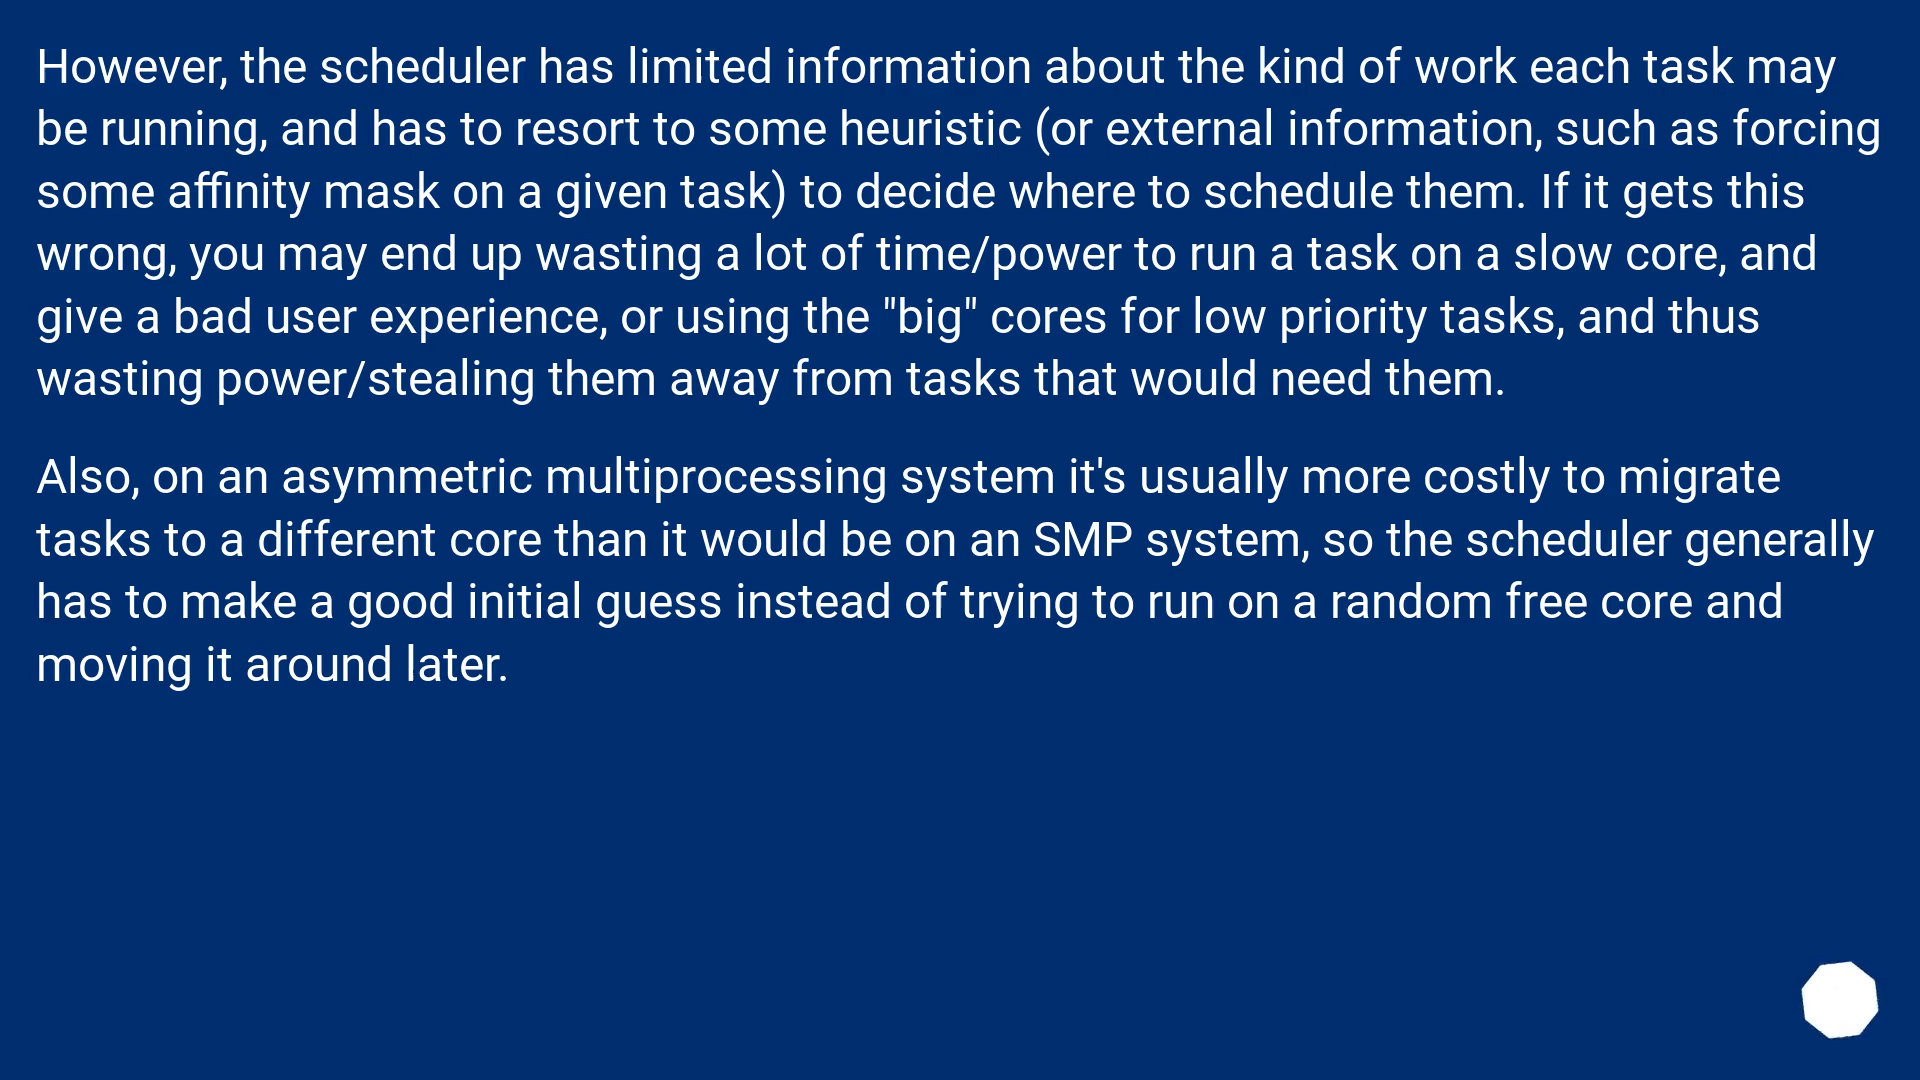 However, the scheduler has limited information about the kind of work each task may
be running, and has to resort to some heuristic (or external information, such as forcing
some affinity mask on a given task) to decide where to schedule them. If it gets this
wrong, you may end up wasting a lot of time/power to run a task on a slow core, and
give a bad user experience, or using the "big" cores for low priority tasks, and thus
wasting power/stealing them away from tasks that would need them.
Also, on an asymmetric multiprocessing system it's usually more costly to migrate
tasks to a different core than it would be on an SMP system, so the scheduler generally
has to make a good initial guess instead of trying to run on a random free core and
moving it around later.